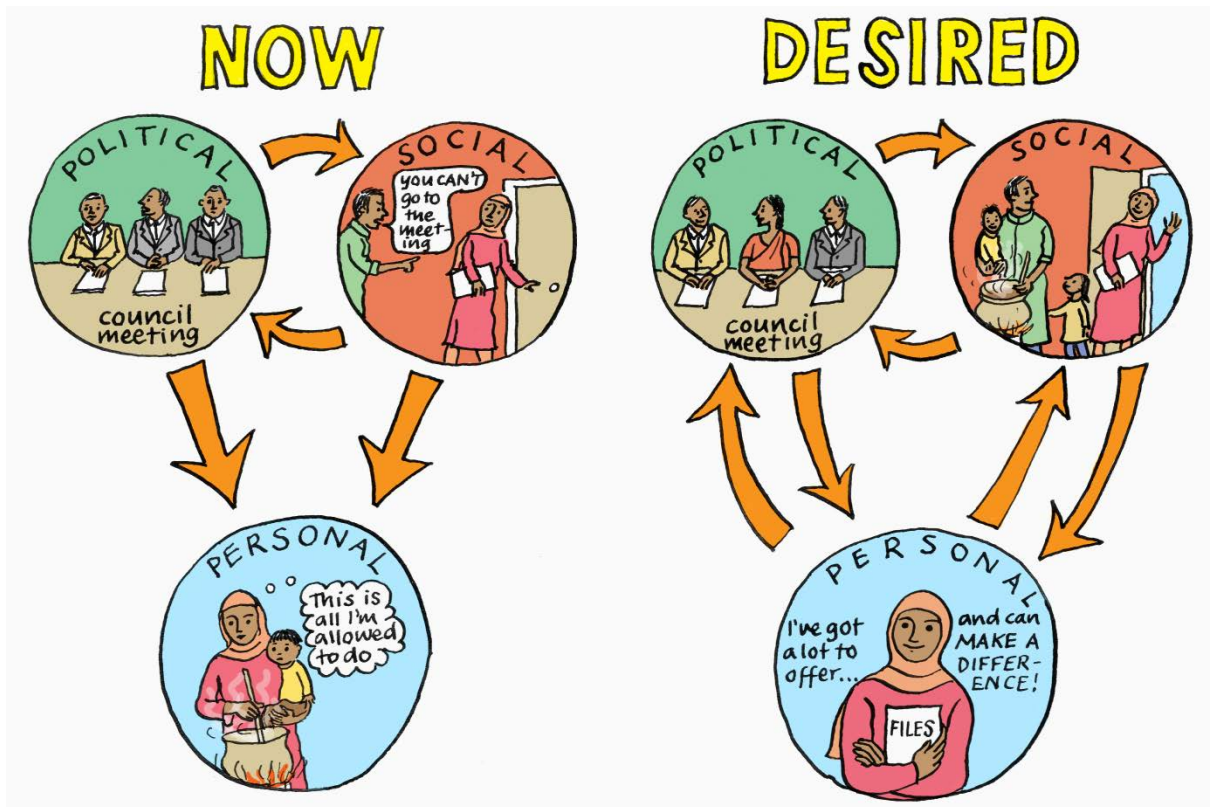 NOW
POLITICAL
council
meeting
SOCIAL
YOU CAN'T
go to
the
meet-
ing
PERSONAL
This is
all I'm
allowed
to do
DESIRED
POLITICAL
council
meeting
SOCIAL
PERSONAL
I've got
a lot to
offer...
and can
MAKE A
DIFFER-
ENCE!
FILES